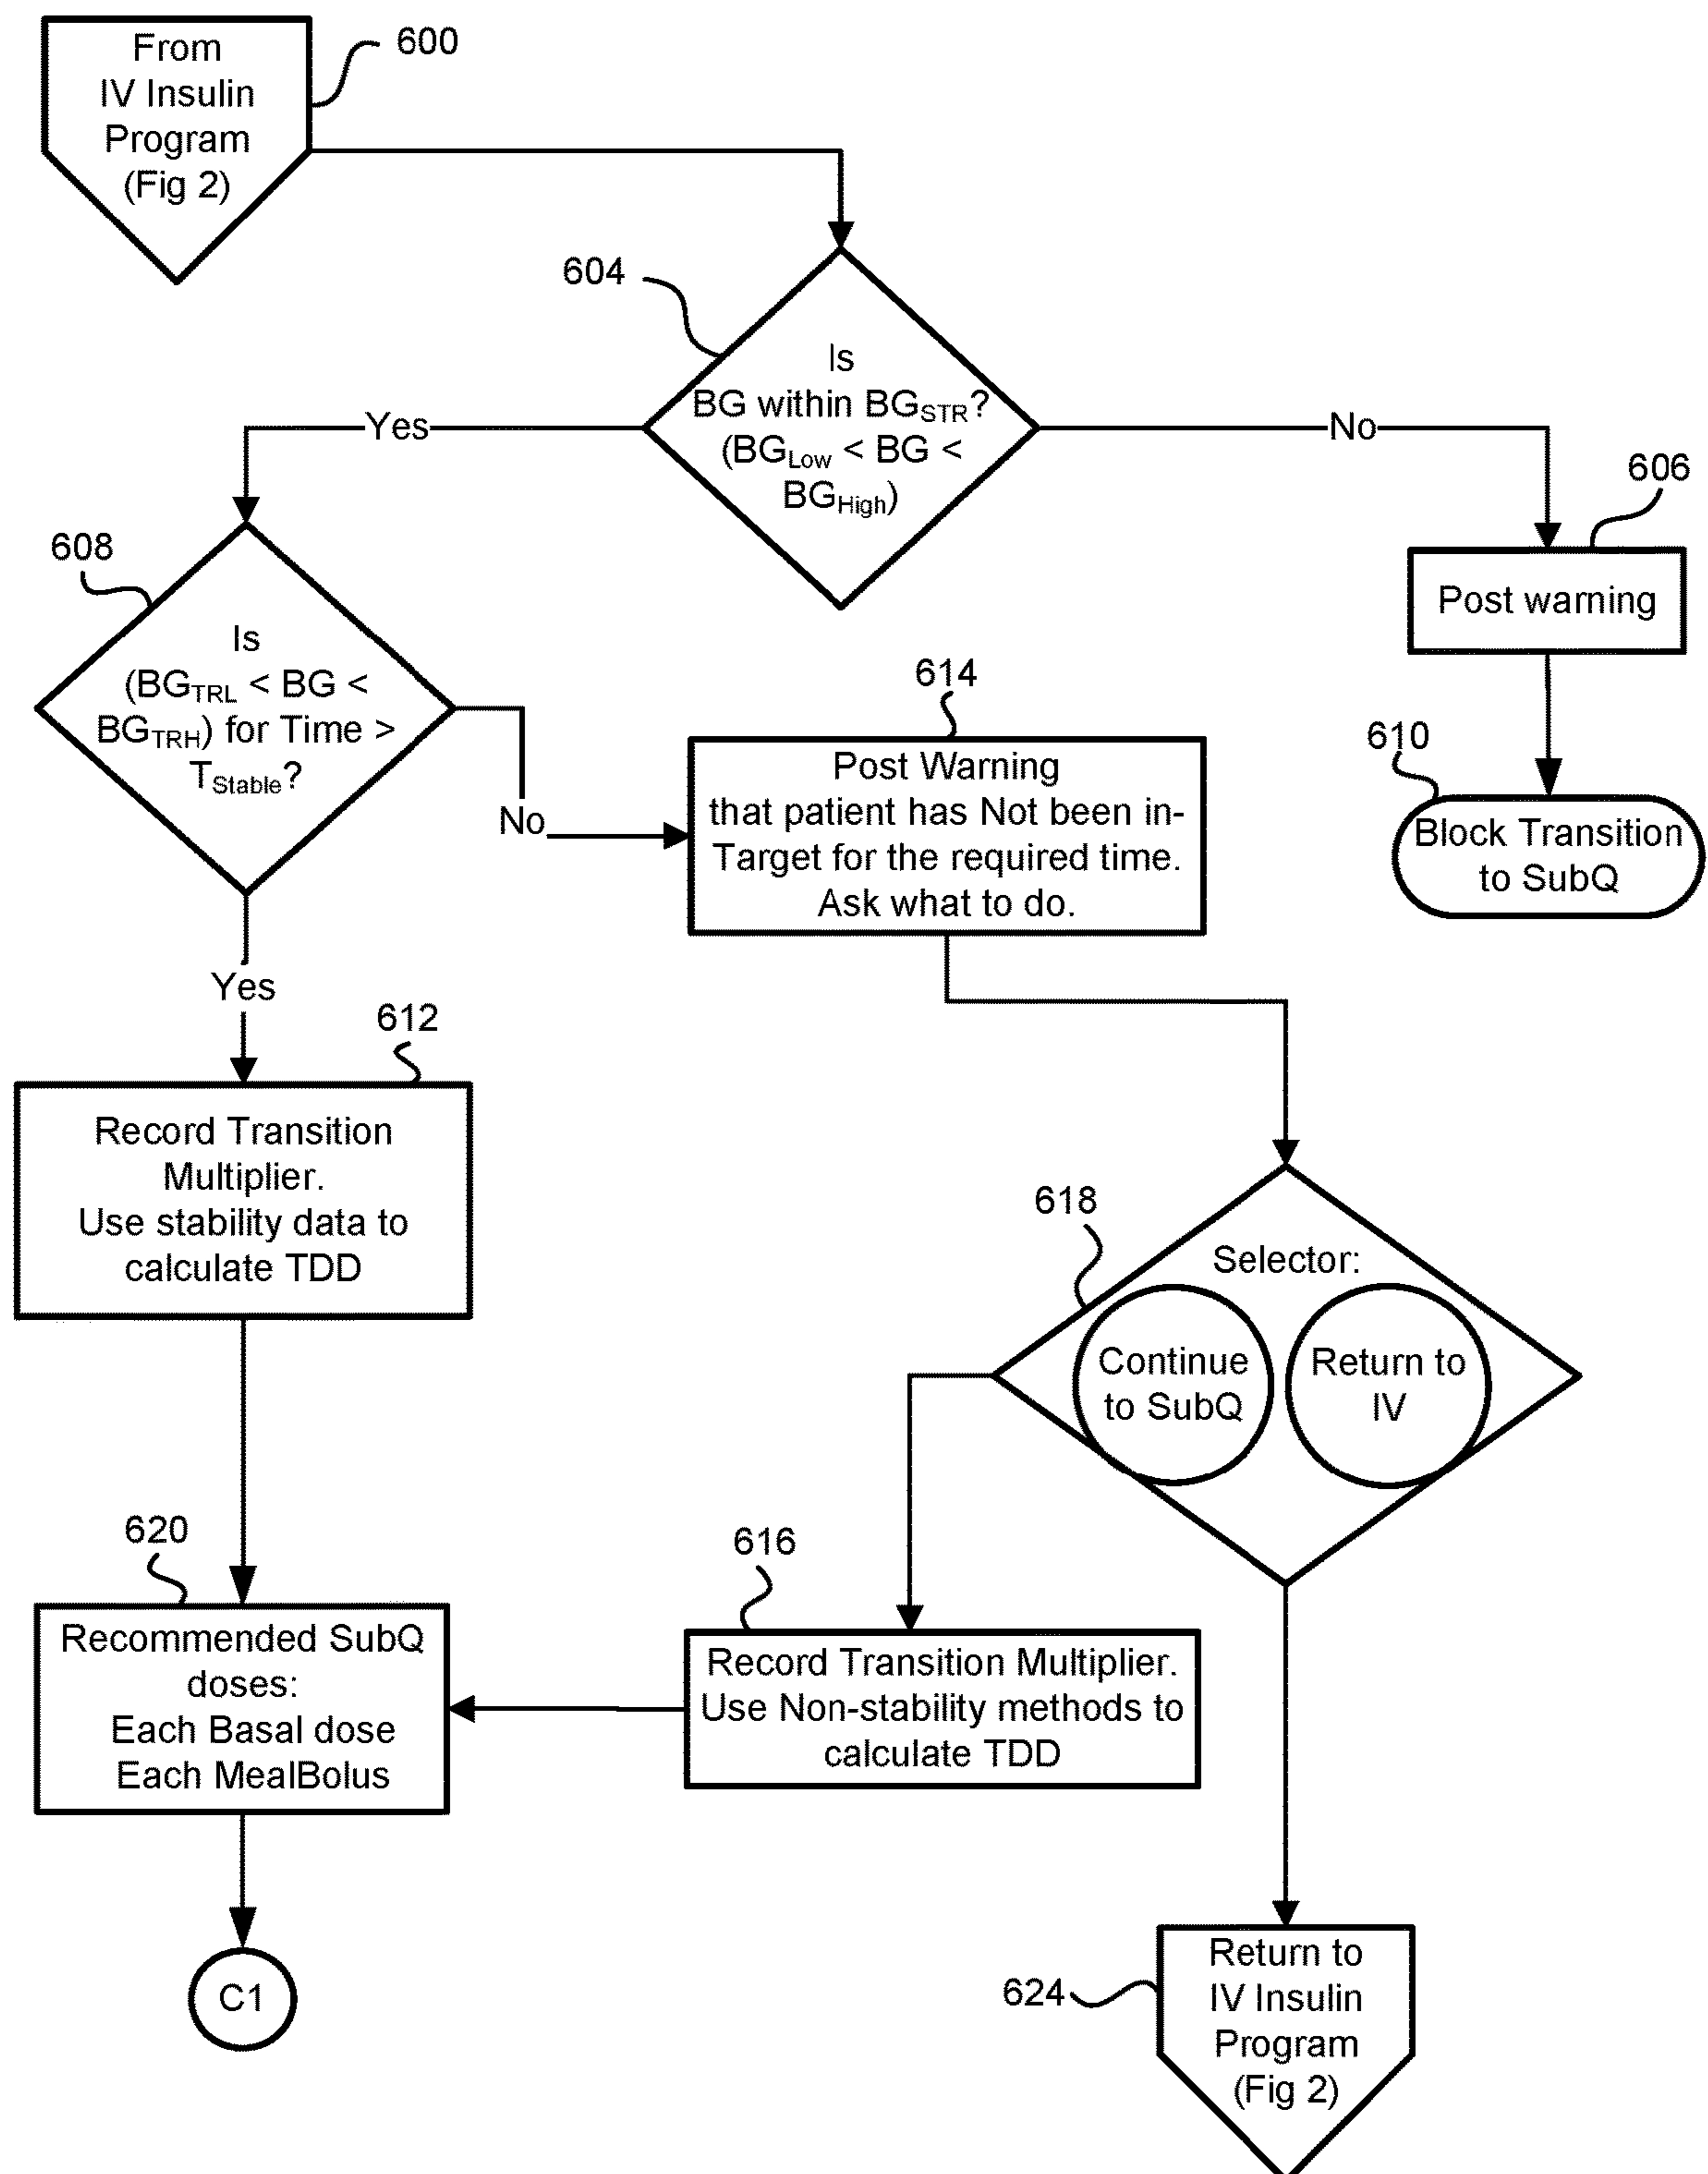 From
IV Insulin
Program
(Fig 2)
600
604
Is
BG within BGSTR?
(BGLow < BG <
BGHigh)
Yes
No
606
Post warning
608
Is
(BGTRL < BG <
BGTRH) for Time >
TStable?
No
614
Post Warning
that patient has Not been in-
Target for the required time.
Ask what to do.
610
Block Transition
to SubQ
Yes
612
Record Transition
Multiplier.
Use stability data to
calculate TDD
618
Selector:
Continue
to SubQ
Return to
IV
620
Recommended SubQ
doses:
Each Basal dose
Each MealBolus
616
Record Transition Multiplier.
Use Non-stability methods to
calculate TDD
C1
624
Return to
IV Insulin
Program
(Fig 2)